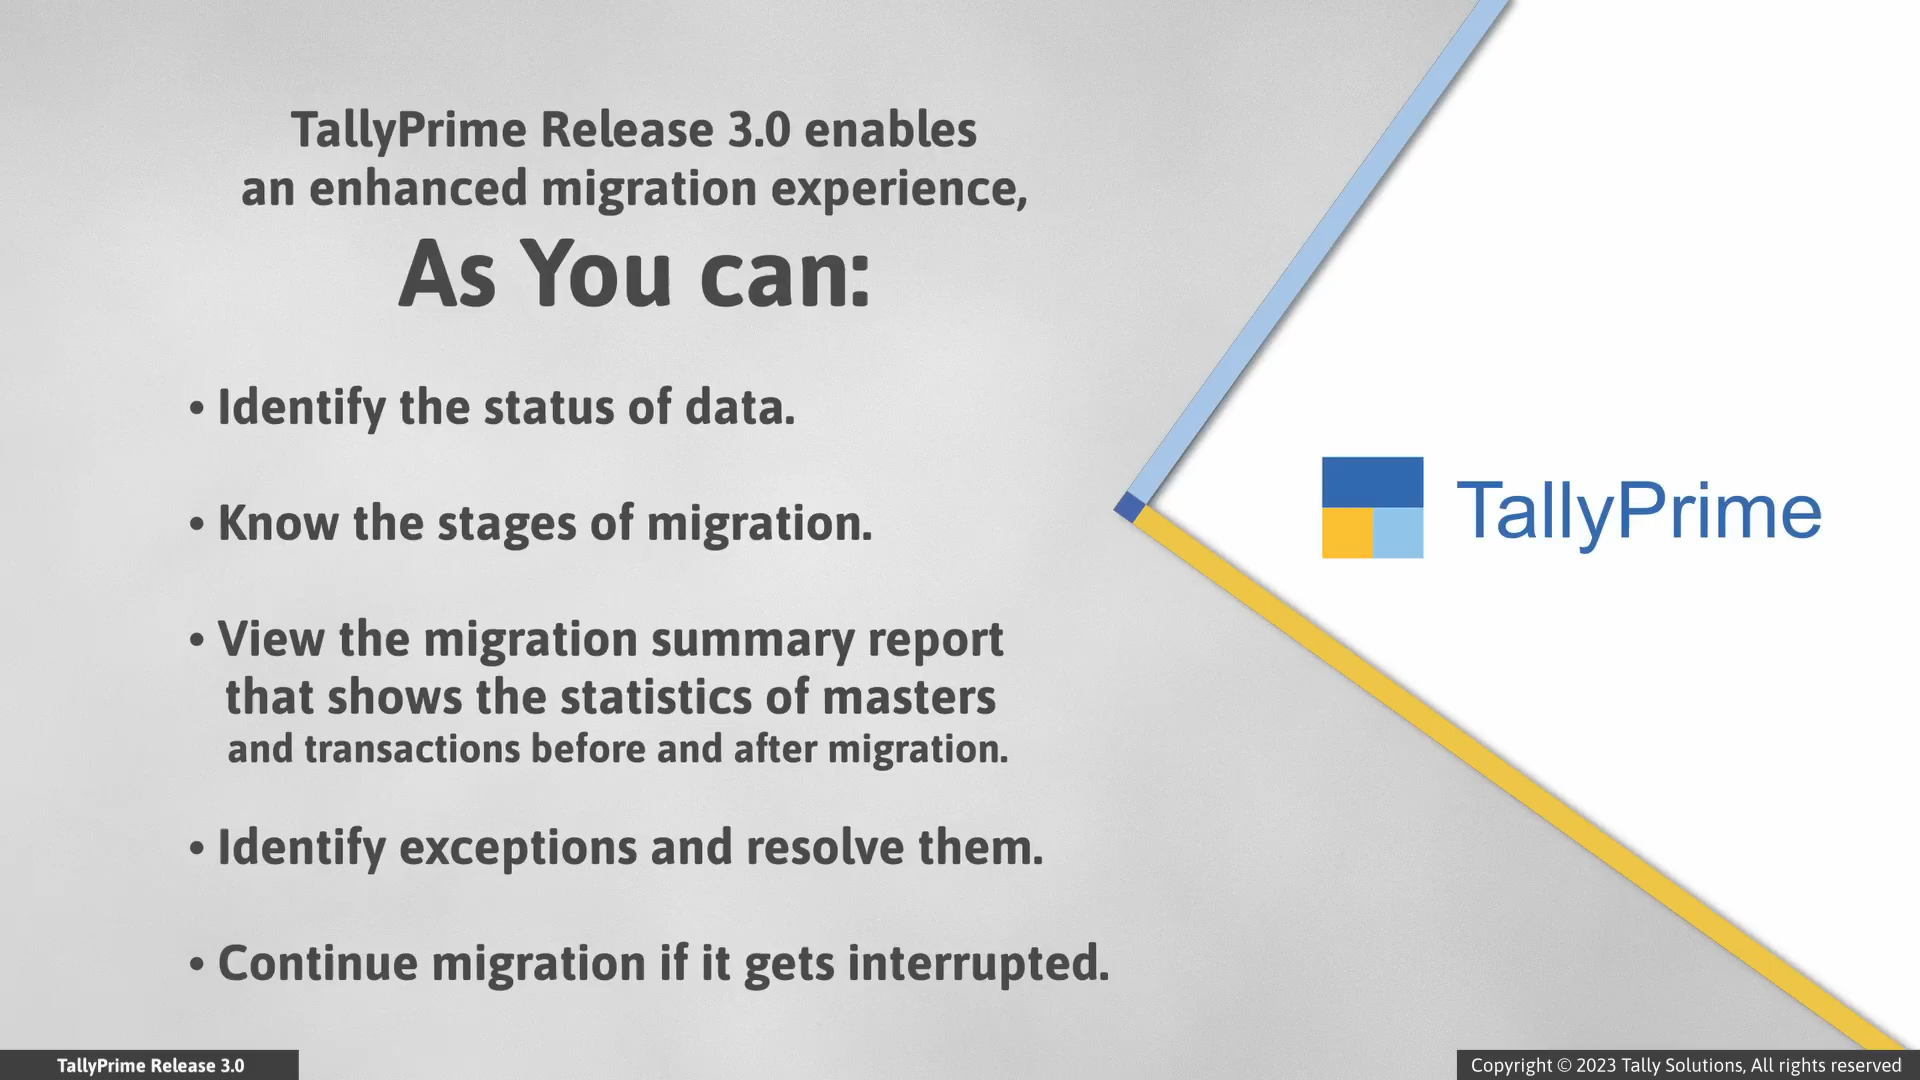 TallyPrime Release 3.0 enables
an enhanced migration experience,
As You can:
• Identify the status of data.
• Know the stages of migration.
• View the migration summary report
that shows the statistics of masters
and transactions before and after migration.
• Identify exceptions and resolve them.
• Continue migration if it gets interrupted.
TallyPrime
TallyPrime Release 3.0
Copyright © 2023 Tally Solutions, All rights reserved